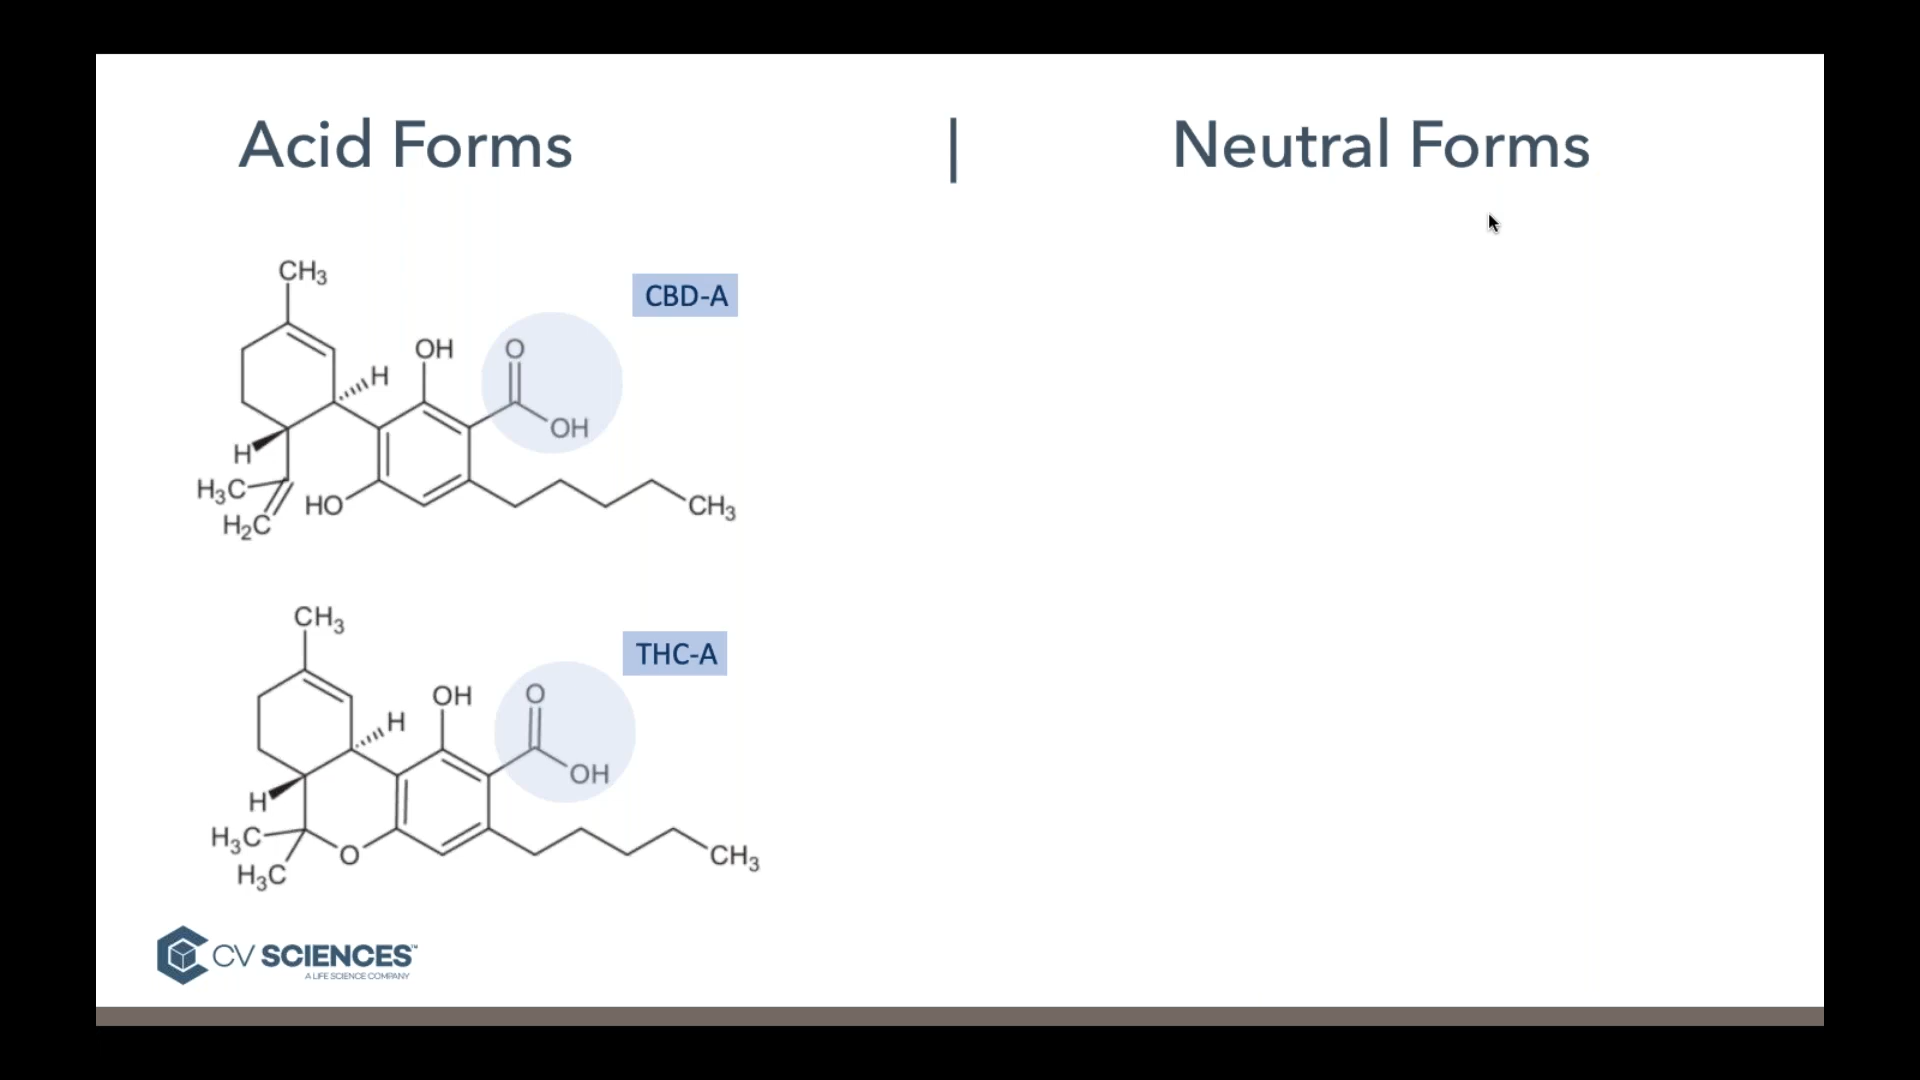 Acid Forms | Neutral Forms
CH₃
CBD-A
OH
O
H
OH
H
H₃C
HO
CH₃
H₂C
CH₃
THC-A
OH
O
H
OH
H
H₃C
O
CH₃
H₃C
CV SCIENCES™
A LIFE SCIENCE COMPANY